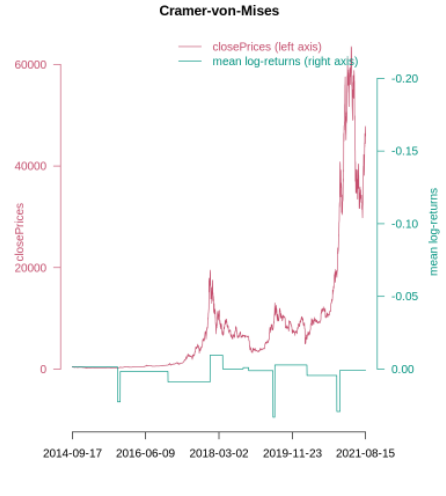 Cramer-von-Mises
closePrices (left axis)
mean log-returns (right axis)
60000
40000
20000
0
closePrices
-0.20
-0.15
-0.10
-0.05
0.00
mean log-returns
2014-09-17 2016-06-09 2018-03-02 2019-11-23 2021-08-15